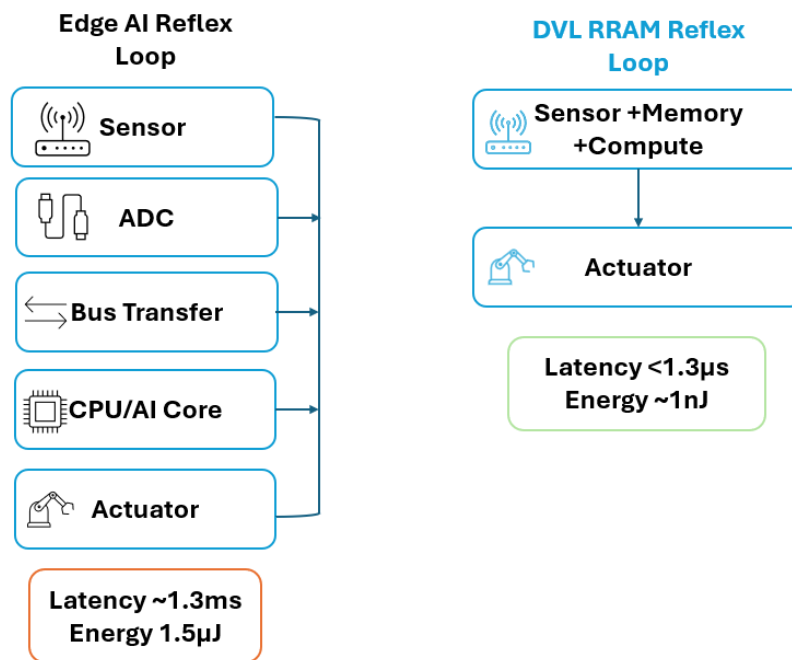 Edge AI Reflex
Loop
Sensor
ADC
Bus Transfer
CPU/AI Core
Actuator
Latency ~1.3ms
Energy 1.5µJ
DVL RRAM Reflex
Loop
Sensor +Memory
+Compute
Actuator
Latency <1.3µs
Energy ~1nJ